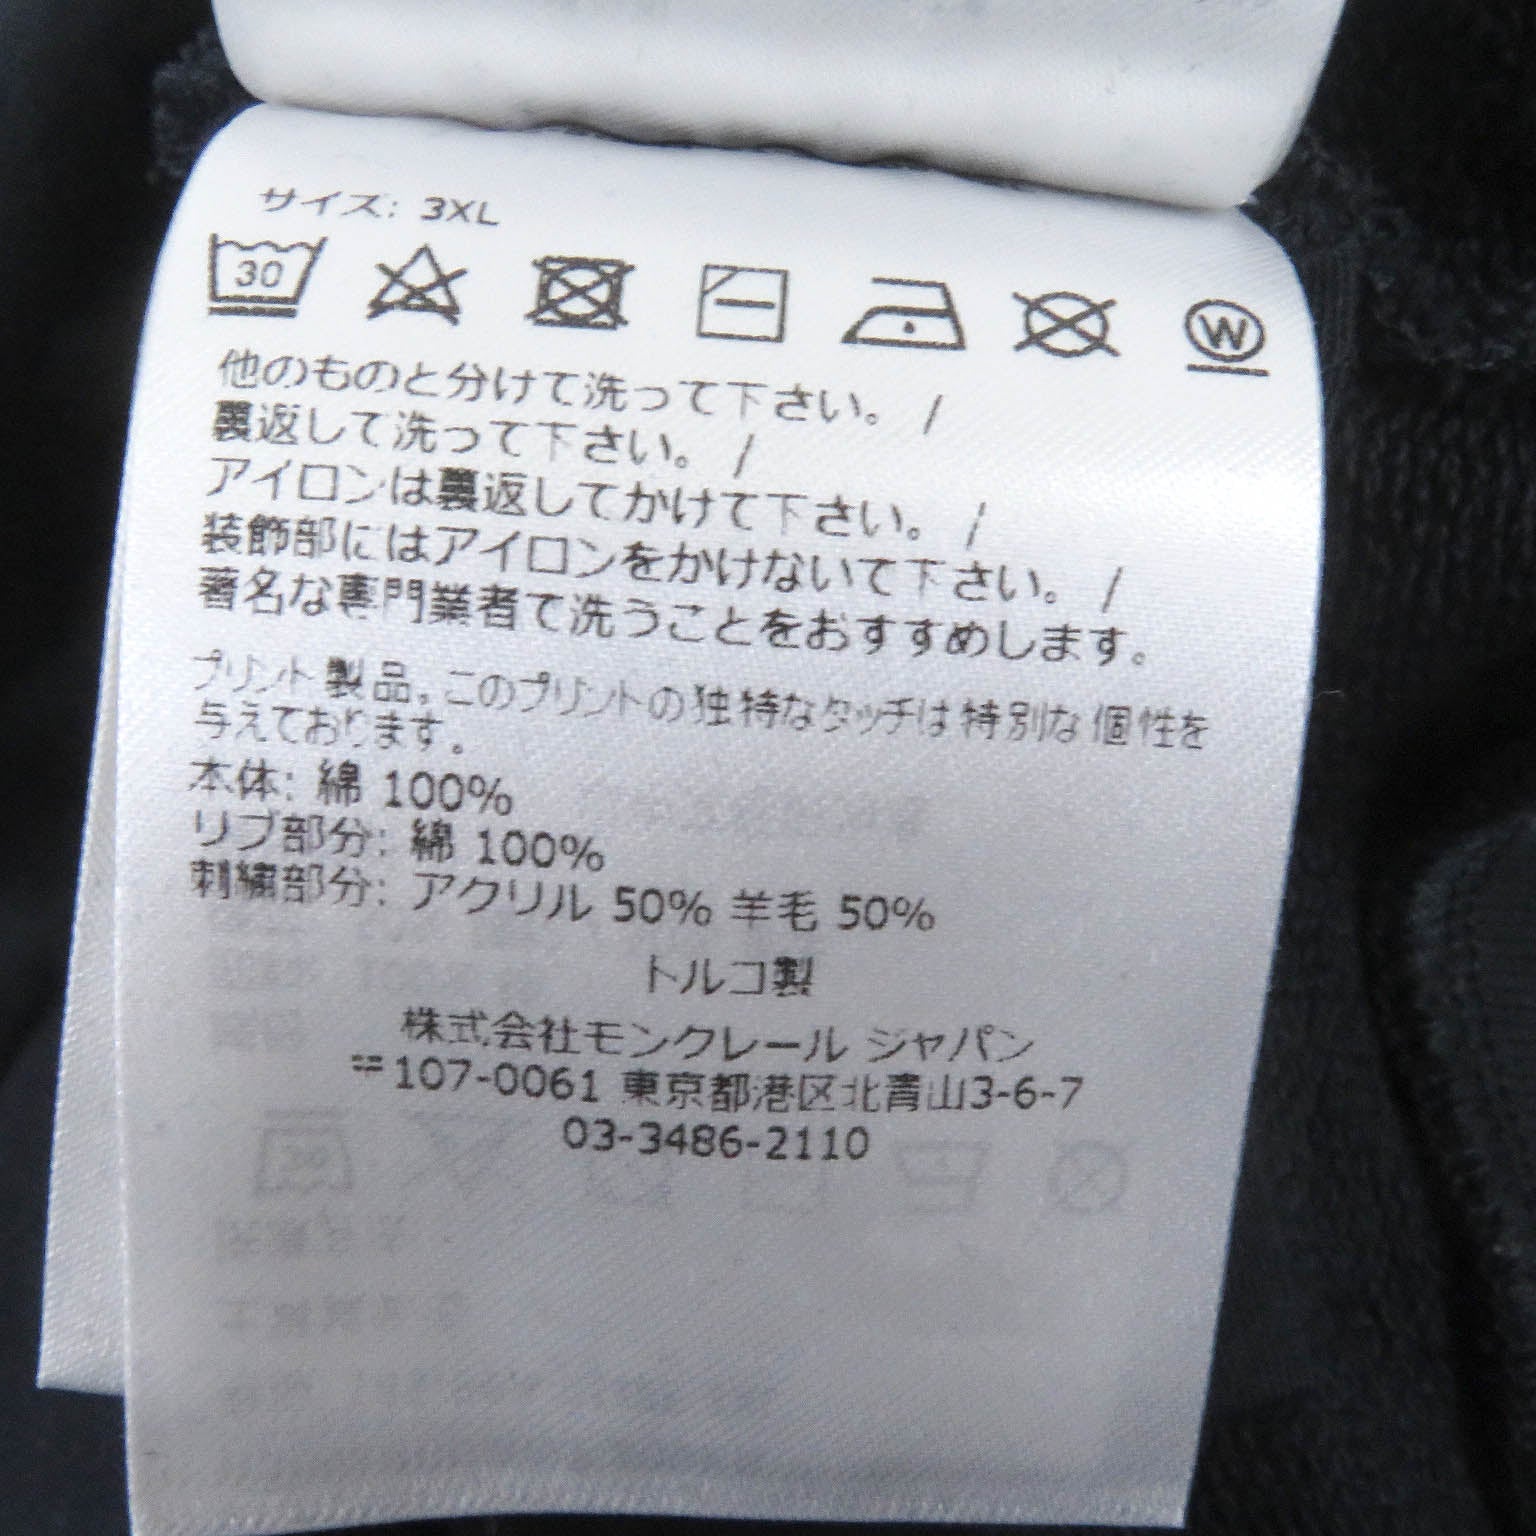 サイズ: 3XL
30
W
他のものと分けて洗って下さい。 /
裏返して洗って下さい。 /
アイロンは裏返してかけて下さい。 /
装飾部にはアイロンをかけないて下さい。 /
著名な専門業者で洗うことをおすすめします。
プリント製品。このプリントの独特なタッチは特別な個性を
与えております。
本体: 綿 100%
リブ部分: 綿 100%
刺繍部分: アクリル 50% 羊毛 50%
トルコ製
株式会社モンクレール ジャパン
〒107-0061 東京都港区北青山3-6-7
03-3486-2110